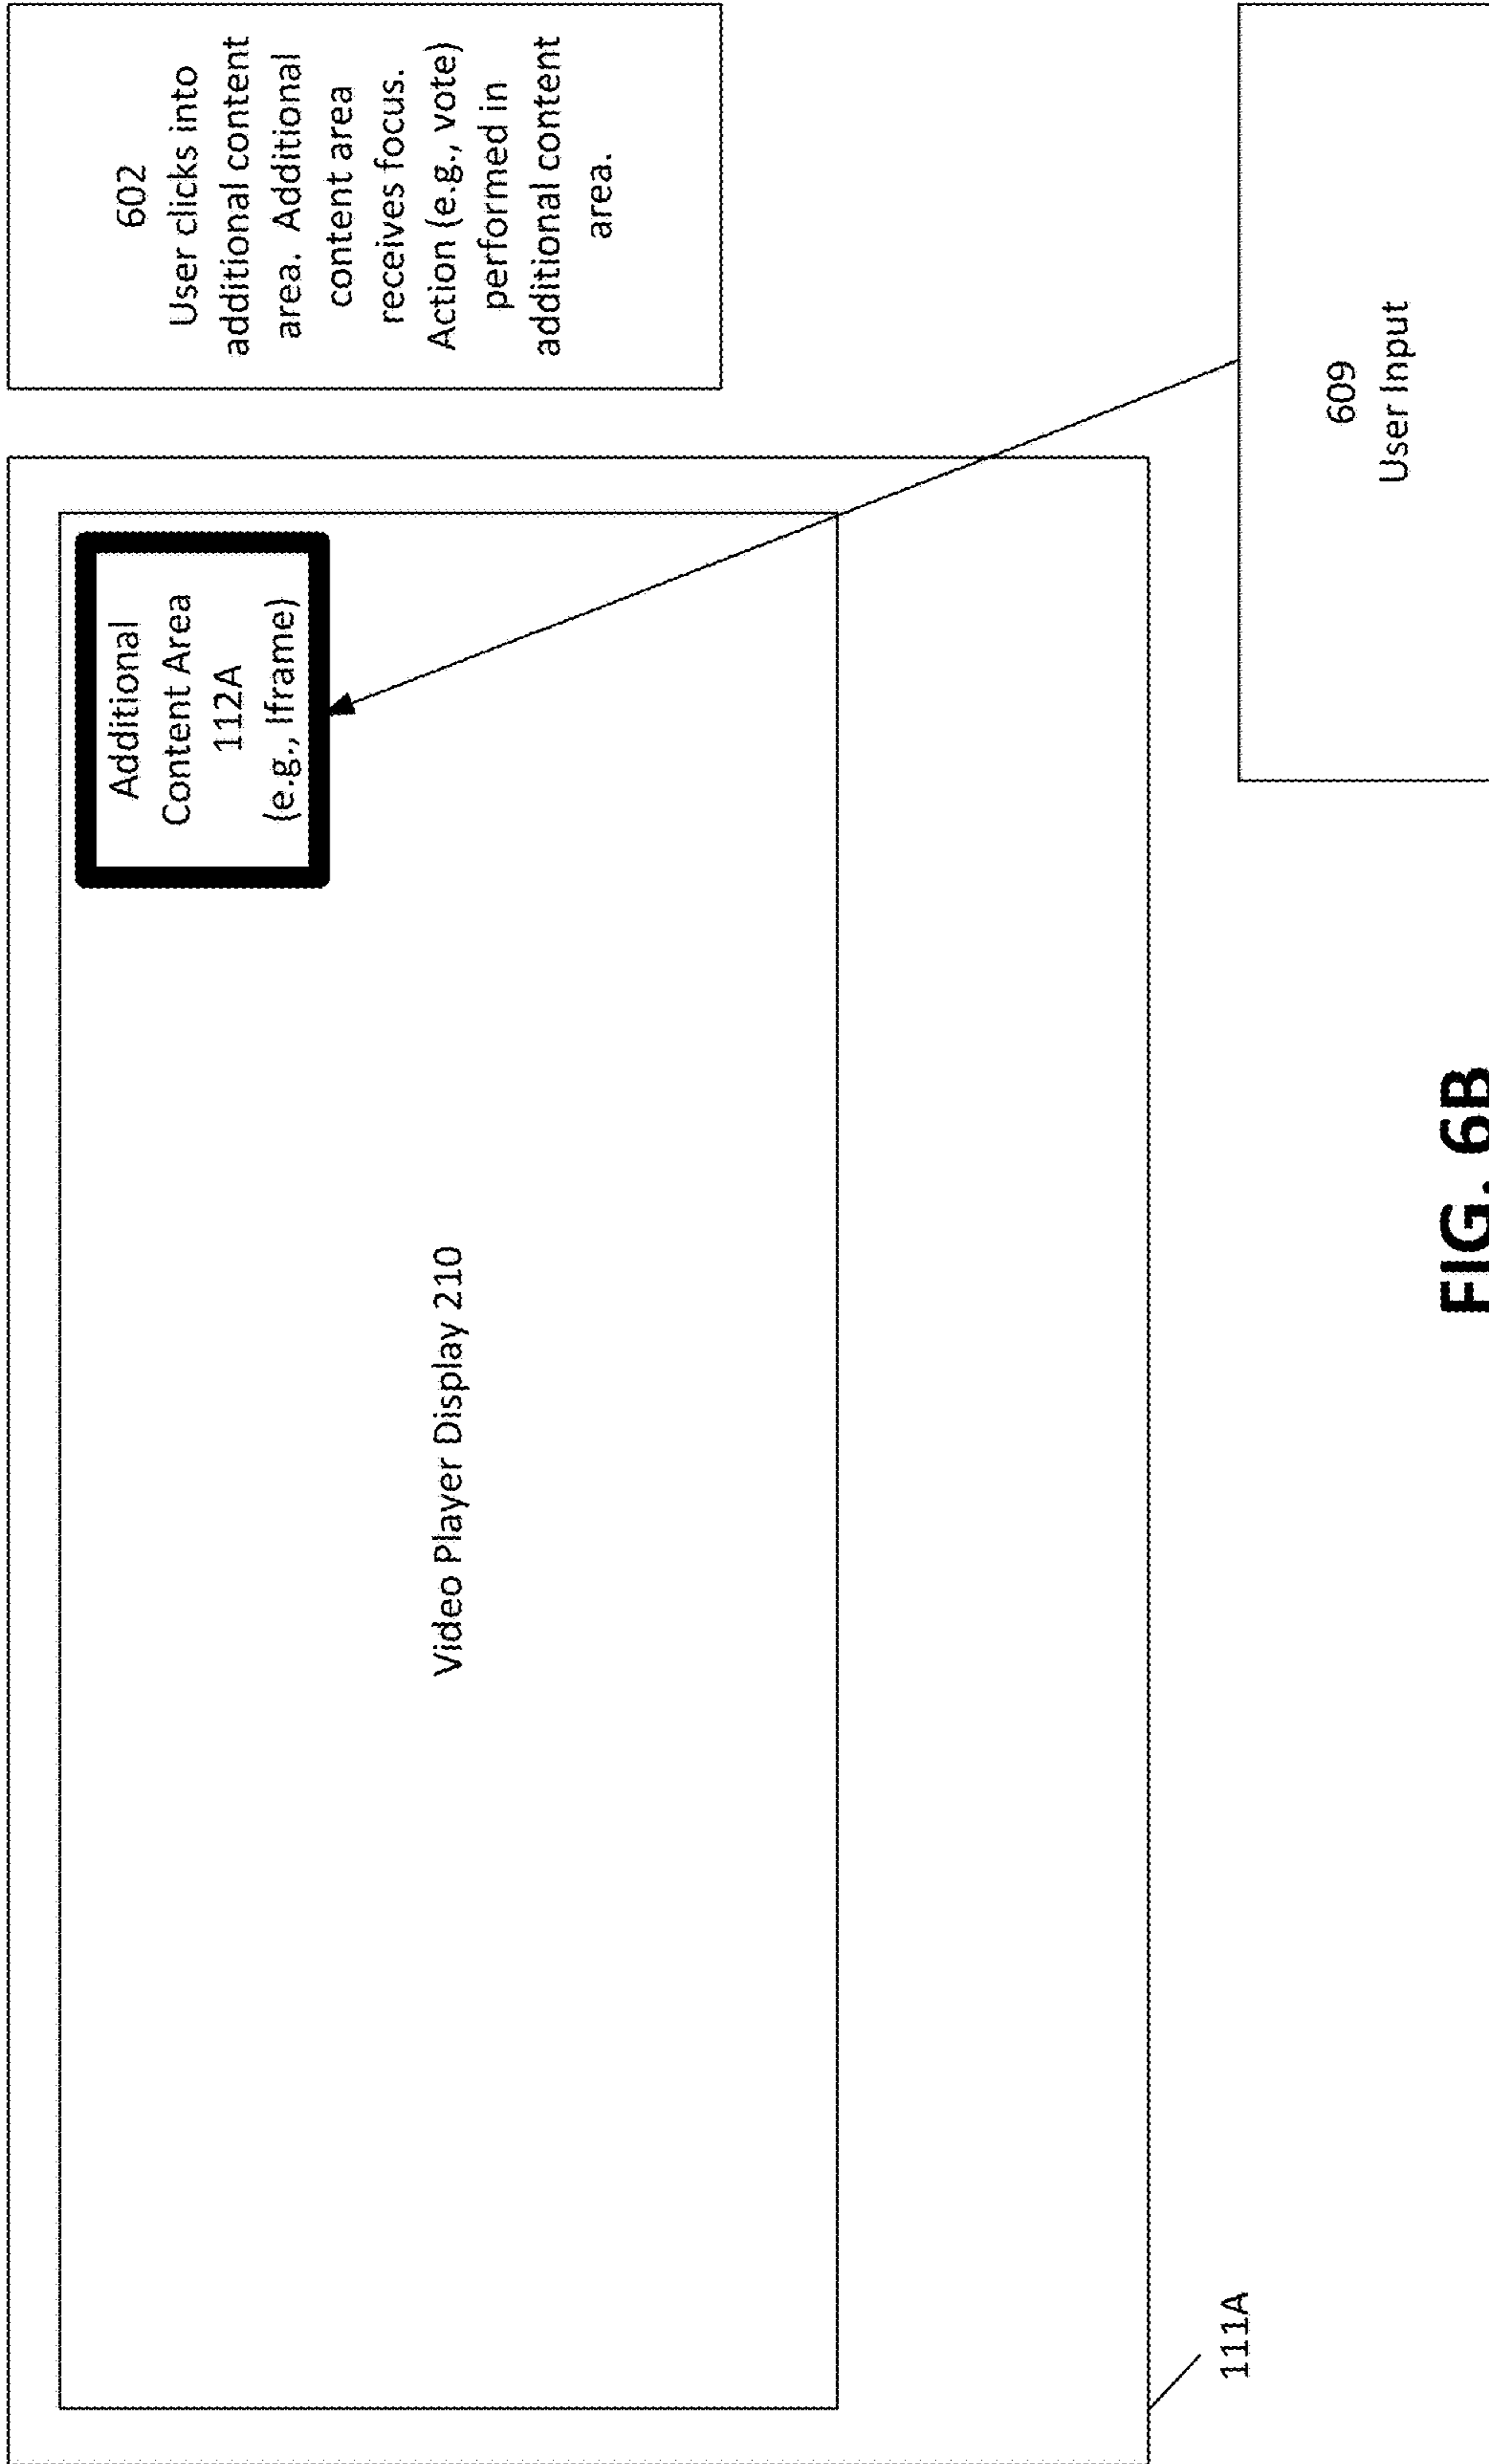 602
User clicks into
additional content
area. Additional
content area
receives focus.
Action (e.g., vote)
performed in
additional content
area.
Additional
Content Area
112A
(e.g., Iframe)
Video Player Display 210
609
User Input
111A
FIG. 6B